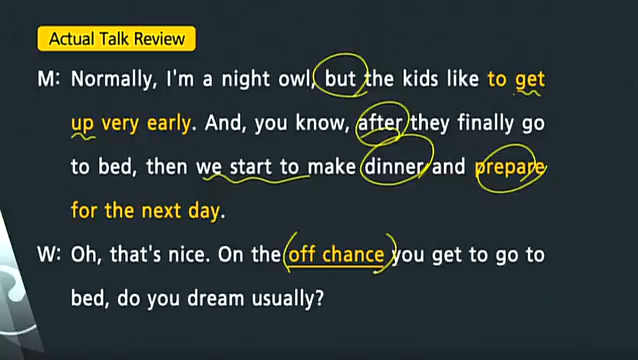 Actual Talk Review
M: Normally, I'm a night owl, but the kids like to get
up very early. And, you know, after they finally go
to bed, then we start to make dinner and prepare
for the next day.
W: Oh, that's nice. On the off chance you get to go to
bed, do you dream usually?